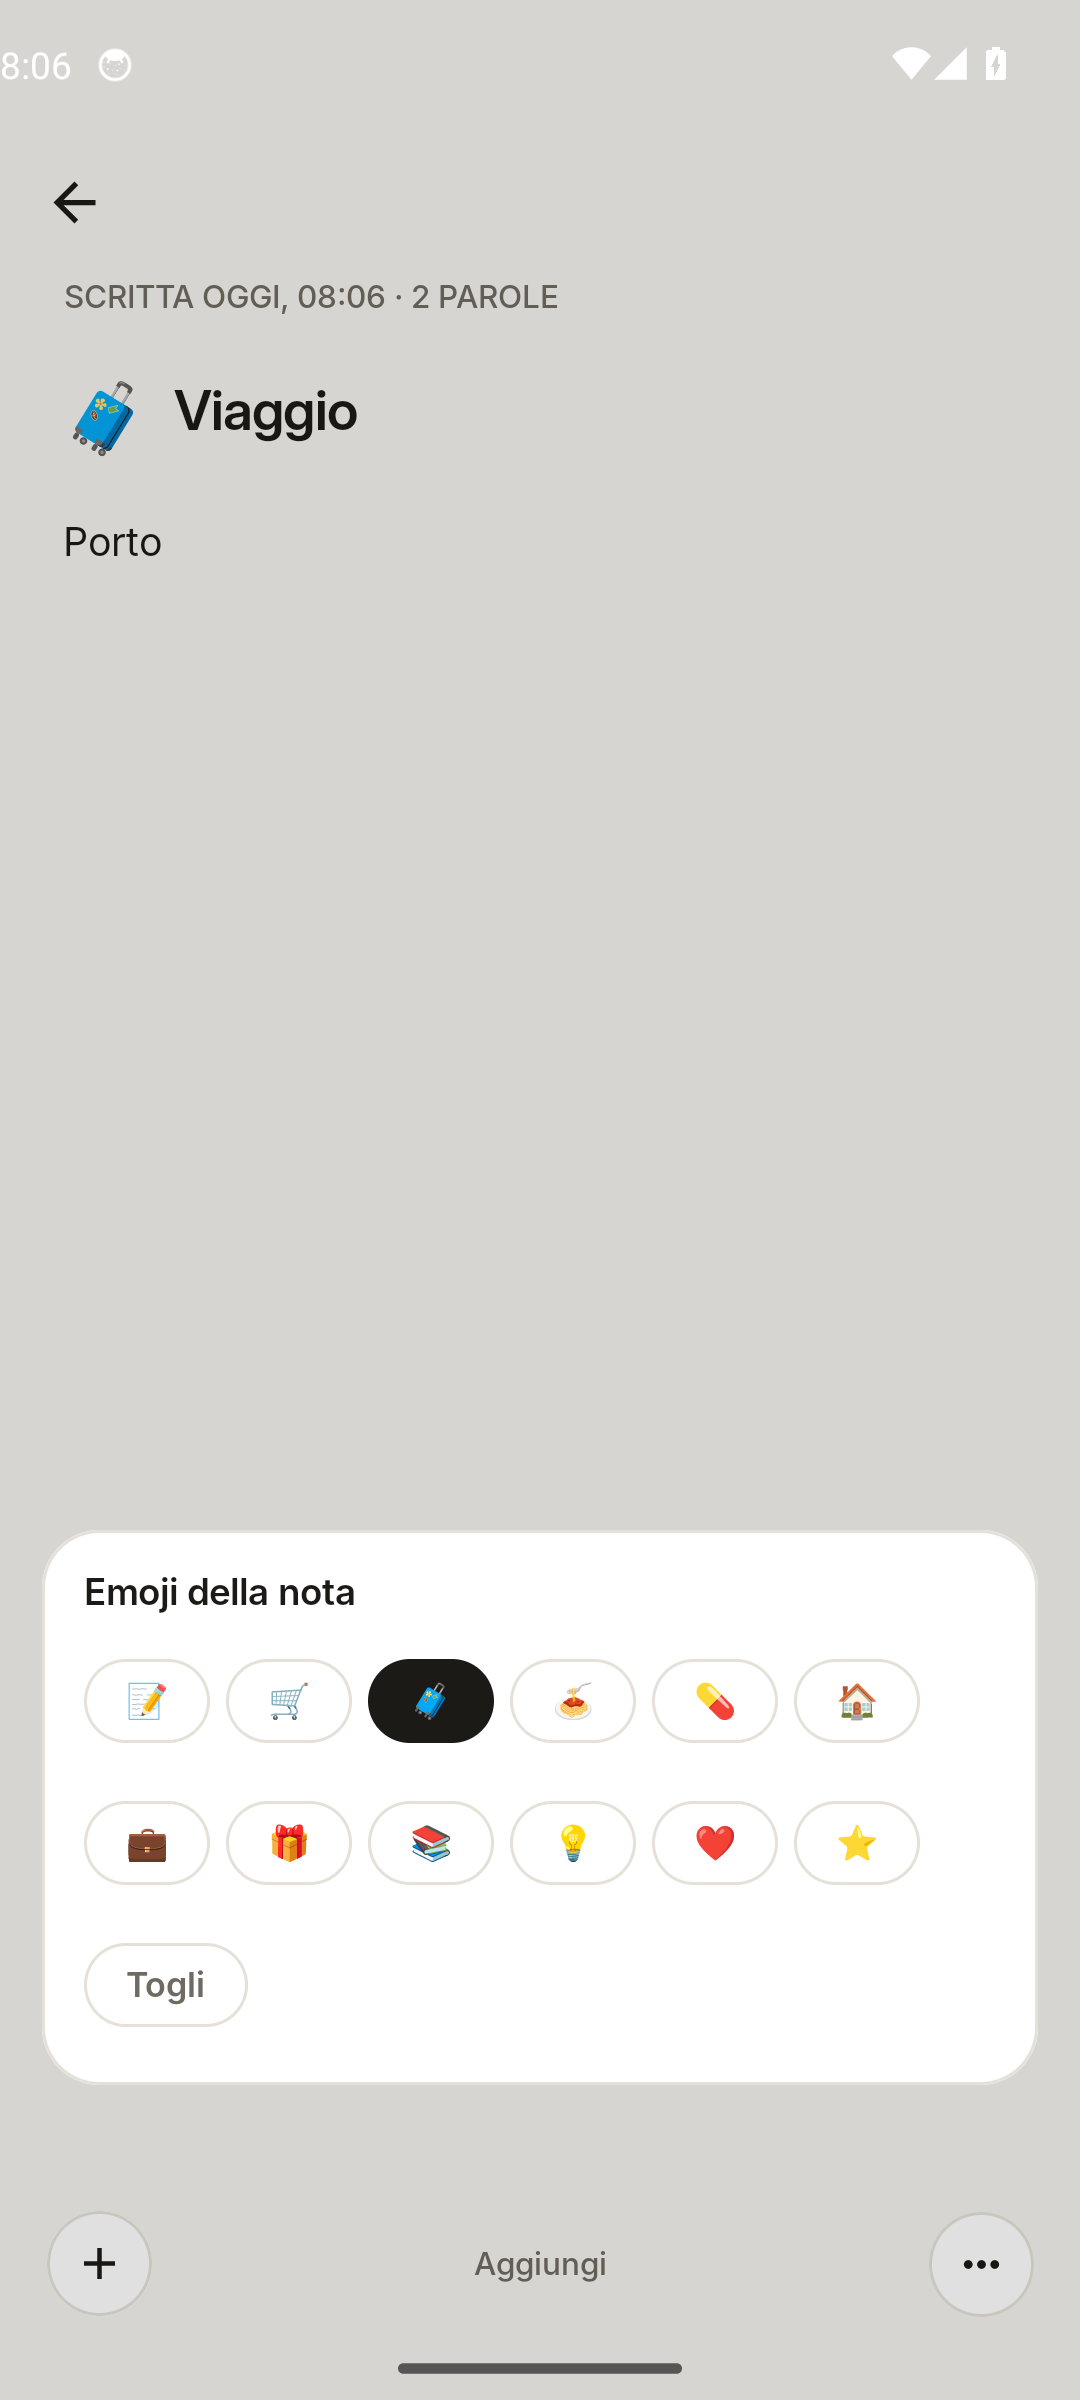 8:06
SCRITTA OGGI, 08:06 · 2 PAROLE
Viaggio
Porto
Emoji della nota
Togli
Aggiungi